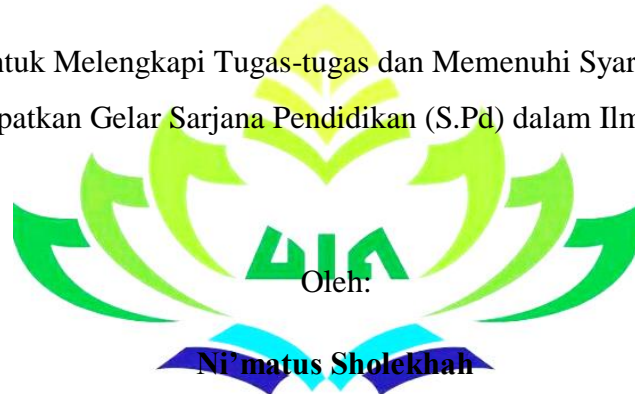 ntuk Melengkapi Tugas-tugas dan Memenuhi Syar
patkan Gelar Sarjana Pendidikan (S.Pd) dalam Ilm
Oleh:
Ni'matus Sholekhah